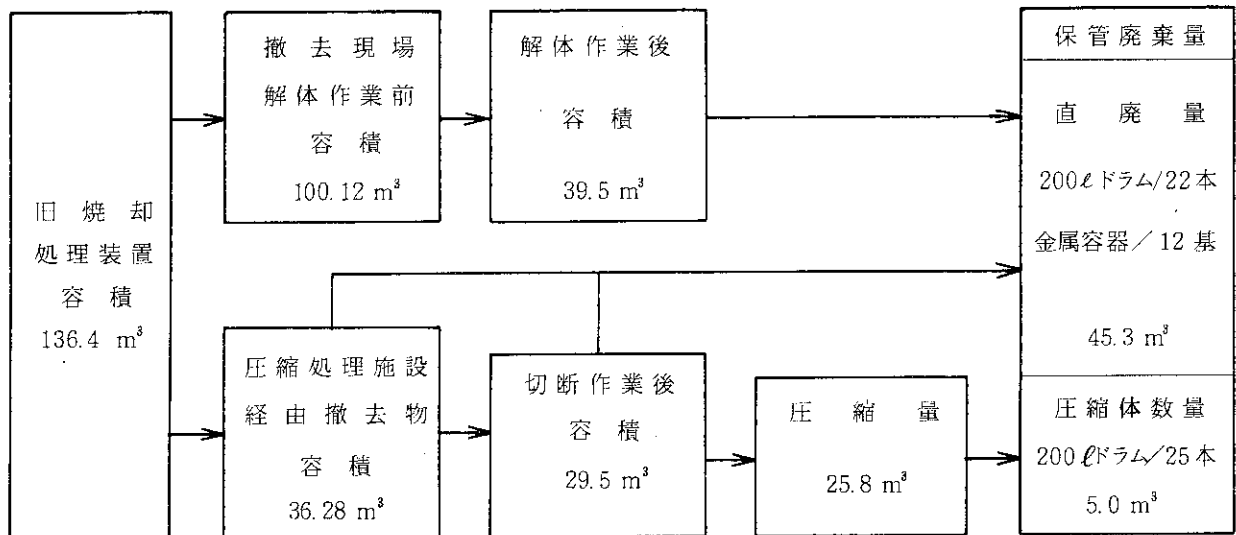 旧焼却
処理装置
容積
136.4 m³
撤去現場
解体作業前
容積
100.12 m³
解体作業後
容積
39.5 m³
圧縮処理施設
経由撤去物
容積
36.28 m³
切断作業後
容積
29.5 m³
圧縮量
25.8 m³
保管廃棄量
直廃量
200ℓドラム/22本
金属容器/12基
45.3 m³
圧縮体数量
200ℓドラム/25本
5.0 m³